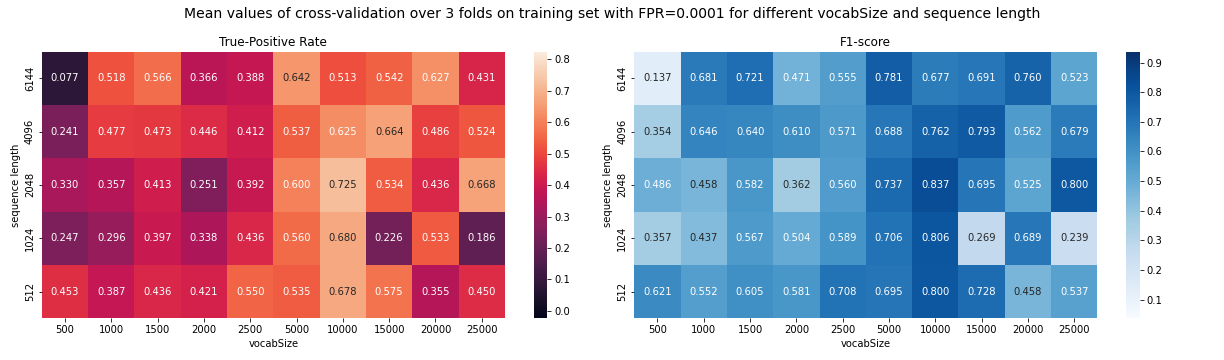 Mean values of cross-validation over 3 folds on training set with FPR=0.0001 for different vocabSize and sequence length
True-Positive Rate
sequence length
6144 0.077 0.518 0.566 0.366 0.388 0.642 0.513 0.542 0.627 0.431
4096 0.241 0.477 0.473 0.446 0.412 0.537 0.625 0.664 0.486 0.524
2048 0.330 0.357 0.413 0.251 0.392 0.600 0.725 0.534 0.436 0.668
1024 0.247 0.296 0.397 0.338 0.436 0.560 0.680 0.226 0.533 0.186
512 0.453 0.387 0.436 0.421 0.550 0.535 0.678 0.575 0.355 0.450
500 1000 1500 2000 2500 5000 10000 15000 20000 25000
vocabSize
0.8
0.7
0.6
0.5
0.4
0.3
0.2
0.1
0.0
F1-score
sequence length
6144 0.137 0.681 0.721 0.471 0.555 0.781 0.677 0.691 0.760 0.523
4096 0.354 0.646 0.640 0.610 0.571 0.688 0.762 0.793 0.562 0.679
2048 0.486 0.458 0.582 0.362 0.560 0.737 0.837 0.695 0.525 0.800
1024 0.357 0.437 0.567 0.504 0.589 0.706 0.806 0.269 0.689 0.239
512 0.621 0.552 0.605 0.581 0.708 0.695 0.800 0.728 0.458 0.537
500 1000 1500 2000 2500 5000 10000 15000 20000 25000
vocabSize
0.9
0.8
0.7
0.6
0.5
0.4
0.3
0.2
0.1